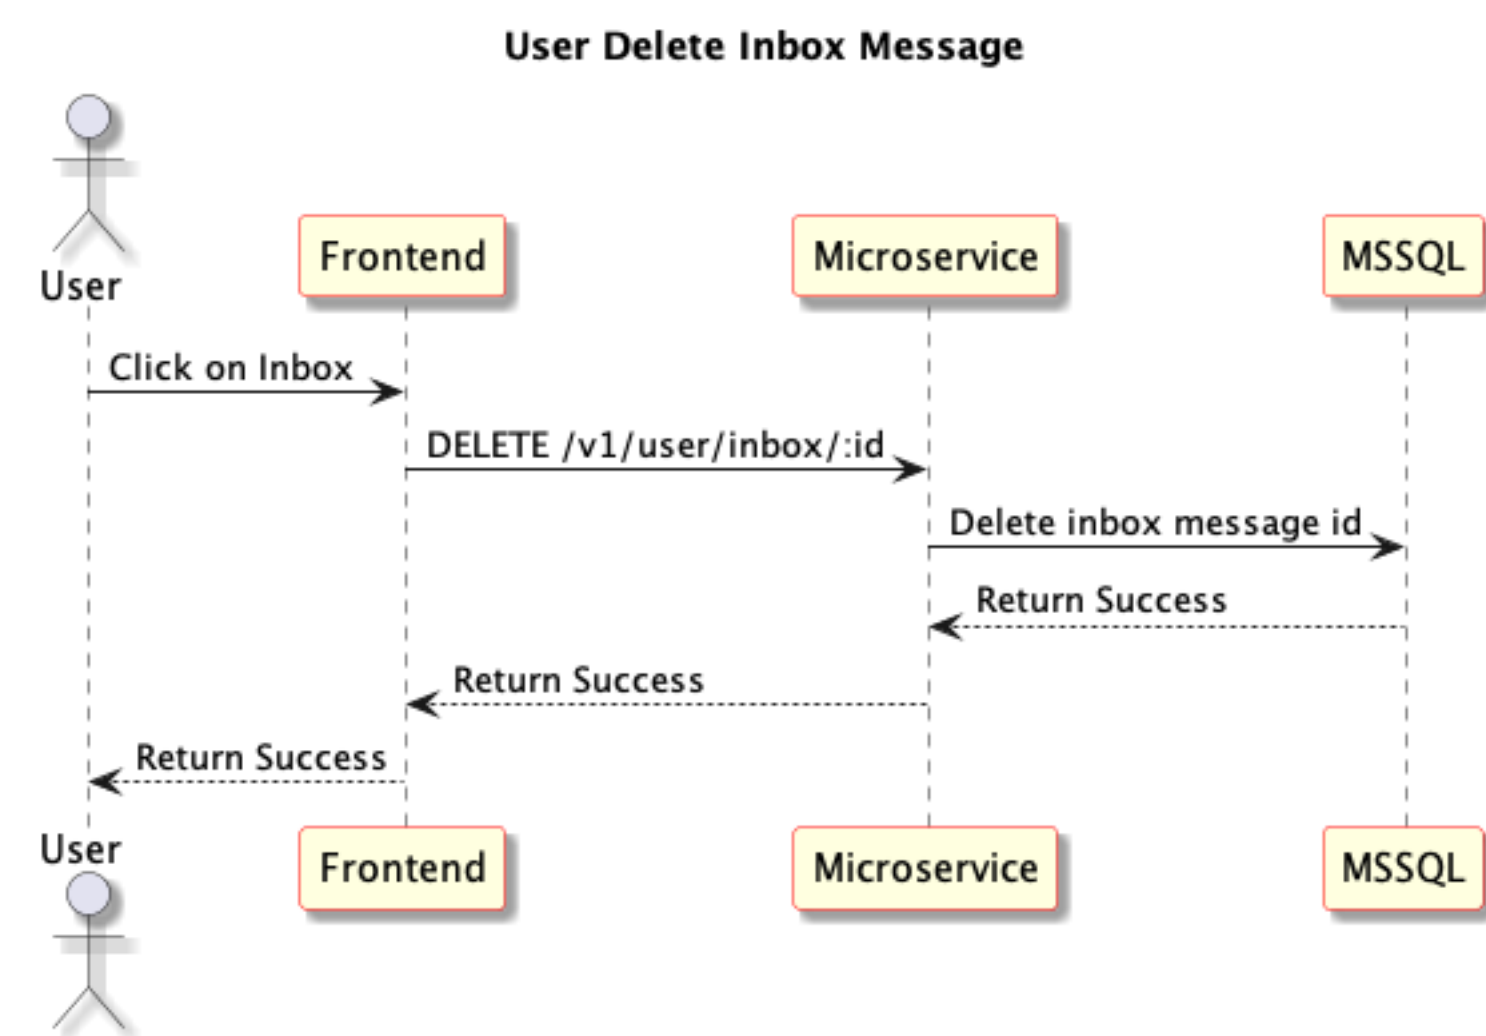 User Delete Inbox Message
User
Frontend
Microservice
MSSQL
Click on Inbox
DELETE /v1/user/inbox/:id
Delete inbox message id
Return Success
Return Success
Return Success
User
Frontend
Microservice
MSSQL